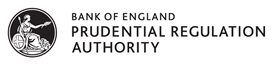 BANK OF ENGLAND
PRUDENTIAL REGULATION
AUTHORITY